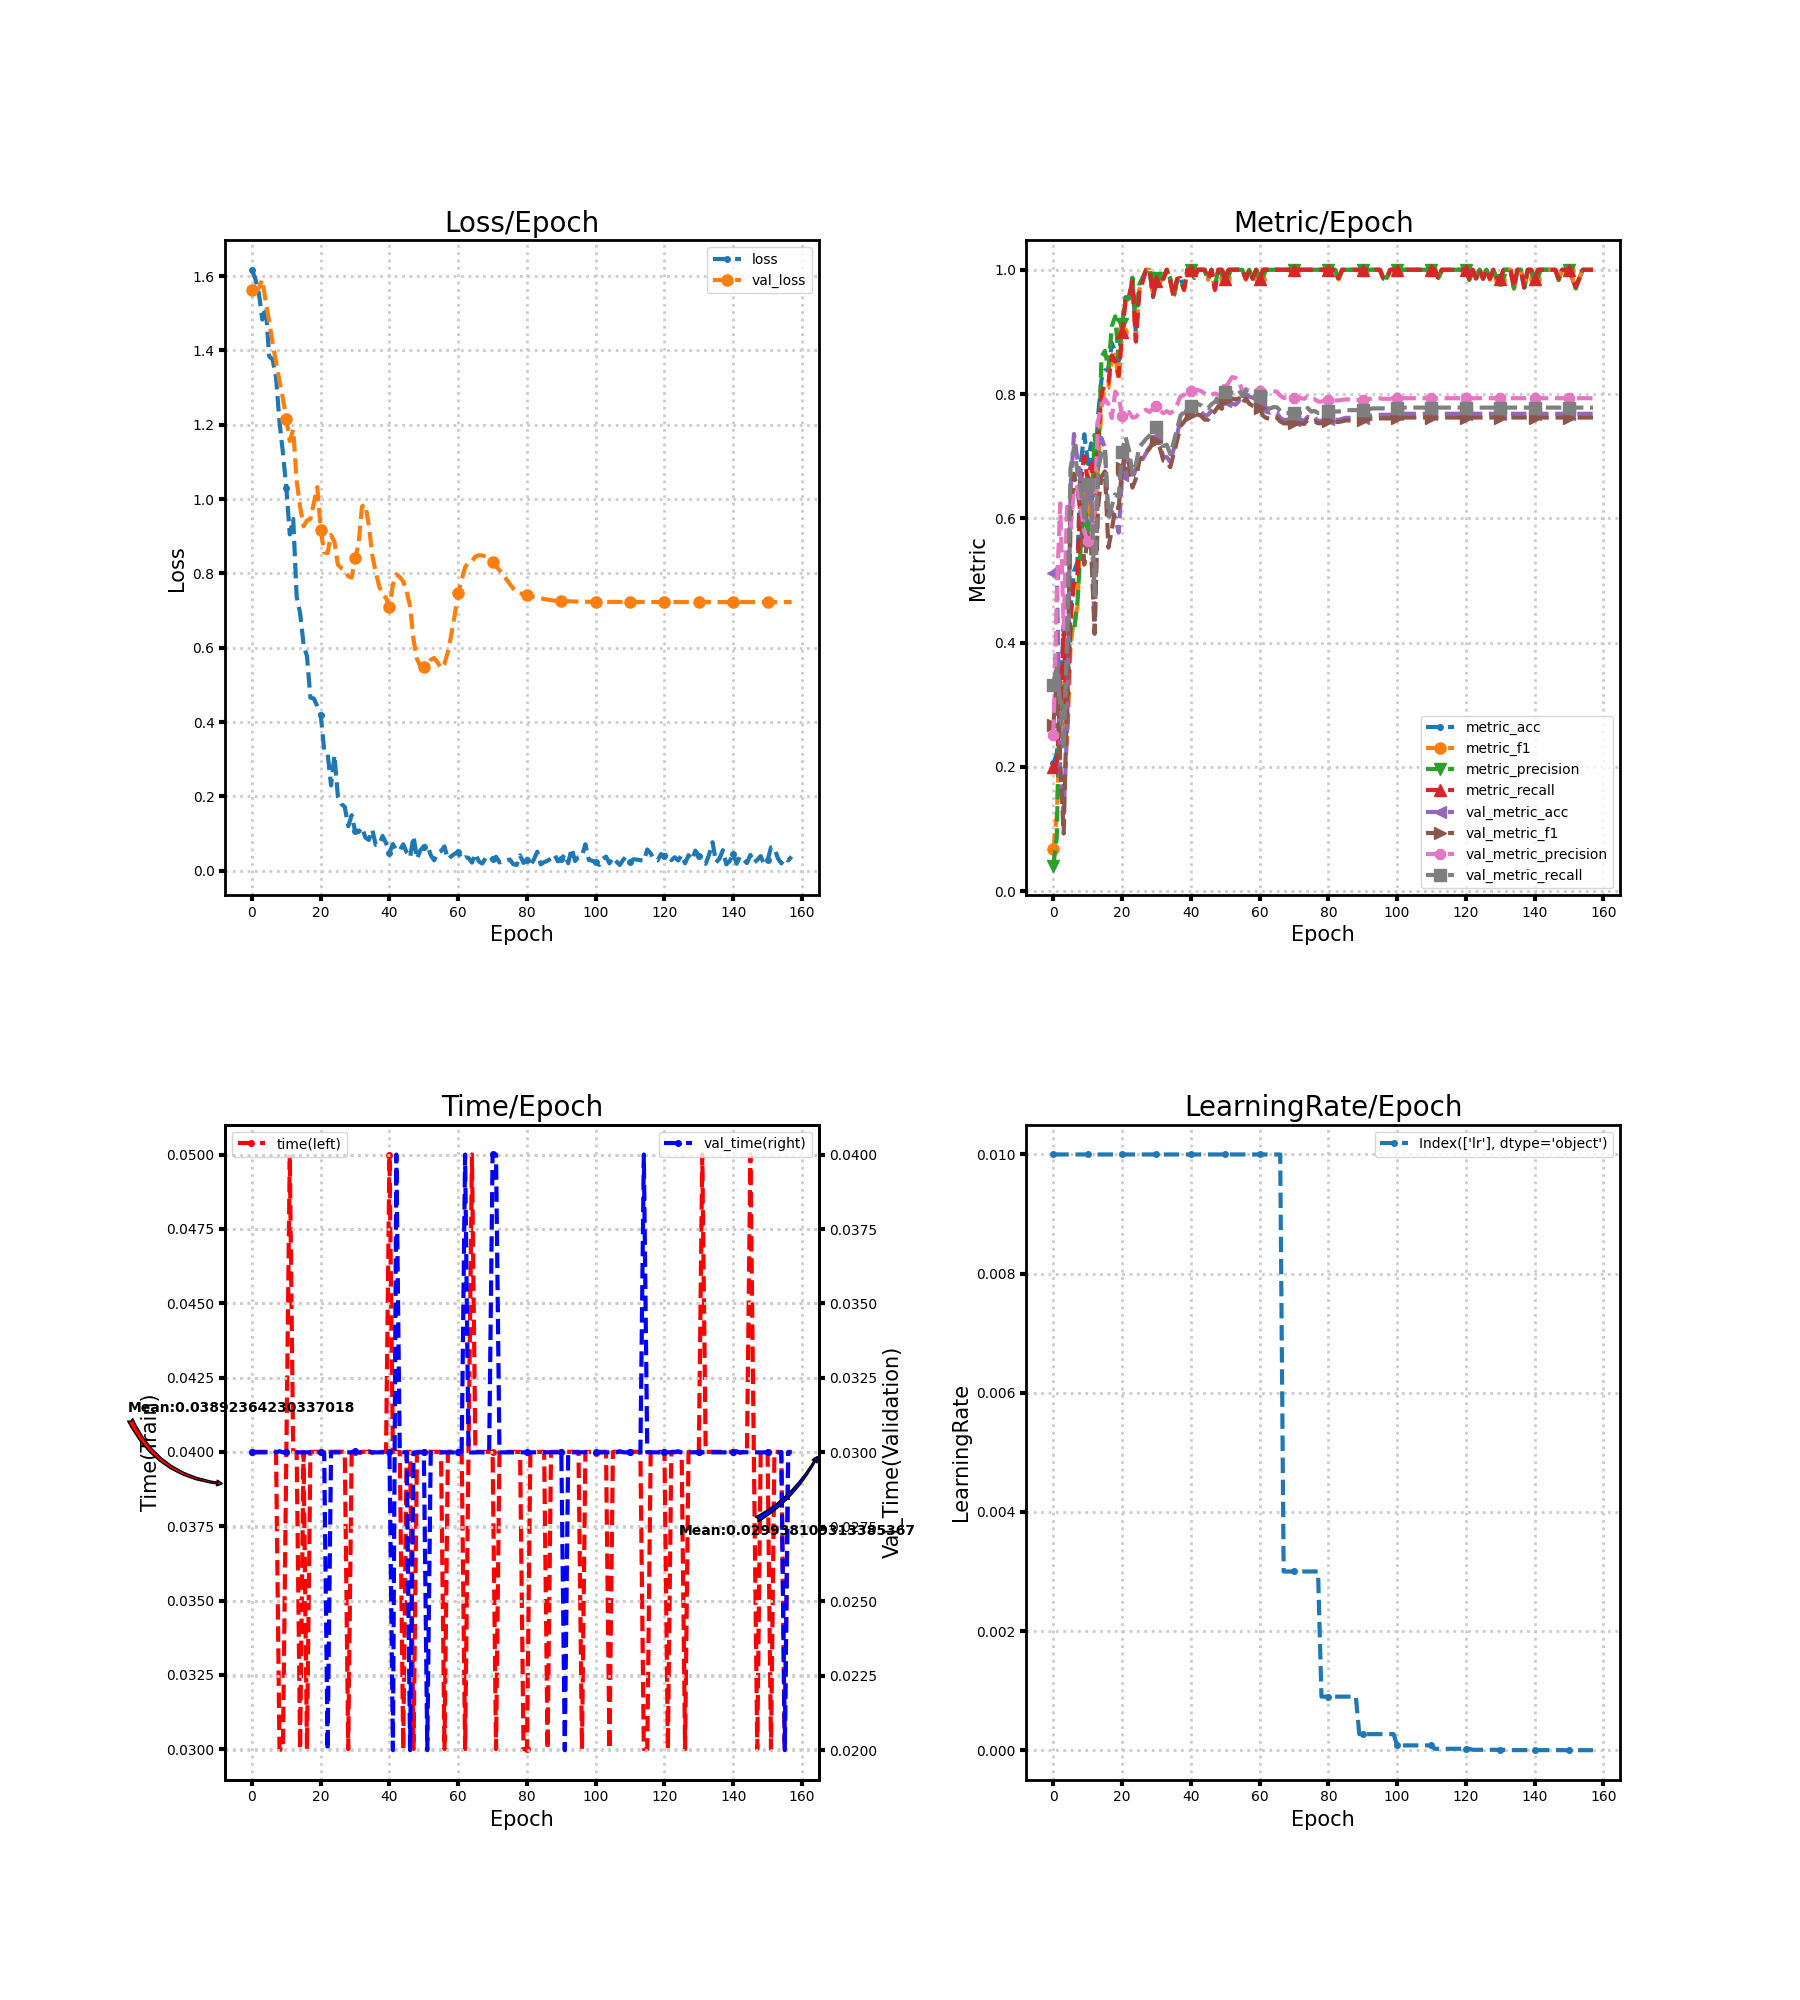 Loss/Epoch
loss
val_loss
1.6
1.4
1.2
1.0
0.8
0.6
0.4
0.2
0.0
Loss
0 20 40 60 80 100 120 140 160
Epoch
Metric/Epoch
1.0
0.8
0.6
0.4
0.2
0.0
Metric
metric_acc
metric_f1
metric_precision
metric_recall
val_metric_acc
val_metric_f1
val_metric_precision
val_metric_recall
0 20 40 60 80 100 120 140 160
Epoch
Time/Epoch
time(left)
val_time(right)
0.0500
0.0475
0.0450
0.0425
0.0400
0.0375
0.0350
0.0325
0.0300
Time(Train)
Mean:0.03892364230337018
0.0400
0.0375
0.0350
0.0325
0.0300
0.0275
0.0250
0.0225
0.0200
Val_Time(Validation)
Mean:0.029938109313385367
0 20 40 60 80 100 120 140 160
Epoch
LearningRate/Epoch
Index(['lr'], dtype='object')
0.010
0.008
0.006
0.004
0.002
0.000
LearningRate
0 20 40 60 80 100 120 140 160
Epoch